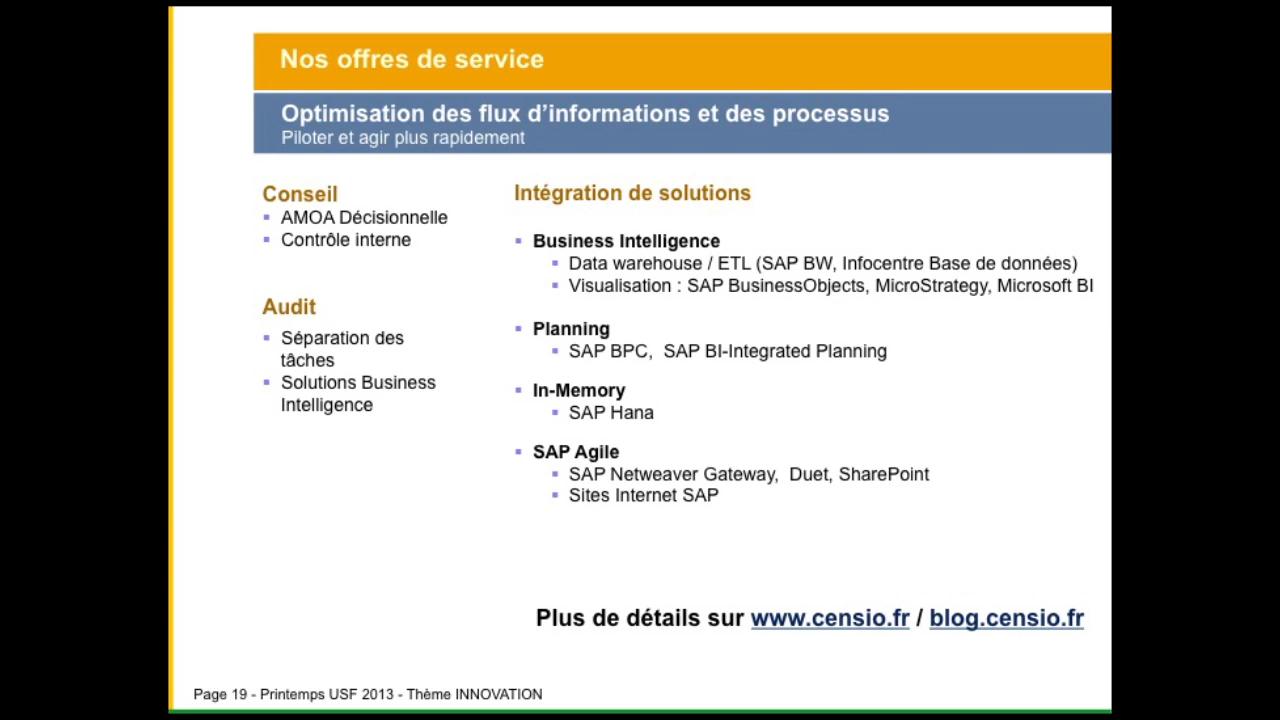 Nos offres de service
Optimisation des flux d’informations et des processus
Piloter et agir plus rapidement
Conseil
AMOA Décisionnelle
Contrôle interne
Audit
Séparation des
tâches
Solutions Business
Intelligence
Intégration de solutions
Business Intelligence
Data warehouse / ETL (SAP BW, Infocentre Base de données)
Visualisation : SAP BusinessObjects, MicroStrategy, Microsoft BI
Planning
SAP BPC,  SAP BI-Integrated Planning
In-Memory
SAP Hana
SAP Agile
SAP Netweaver Gateway,  Duet, SharePoint
Sites Internet SAP
Plus de détails sur www.censio.fr / blog.censio.fr
Page 19 - Printemps USF 2013 - Thème INNOVATION